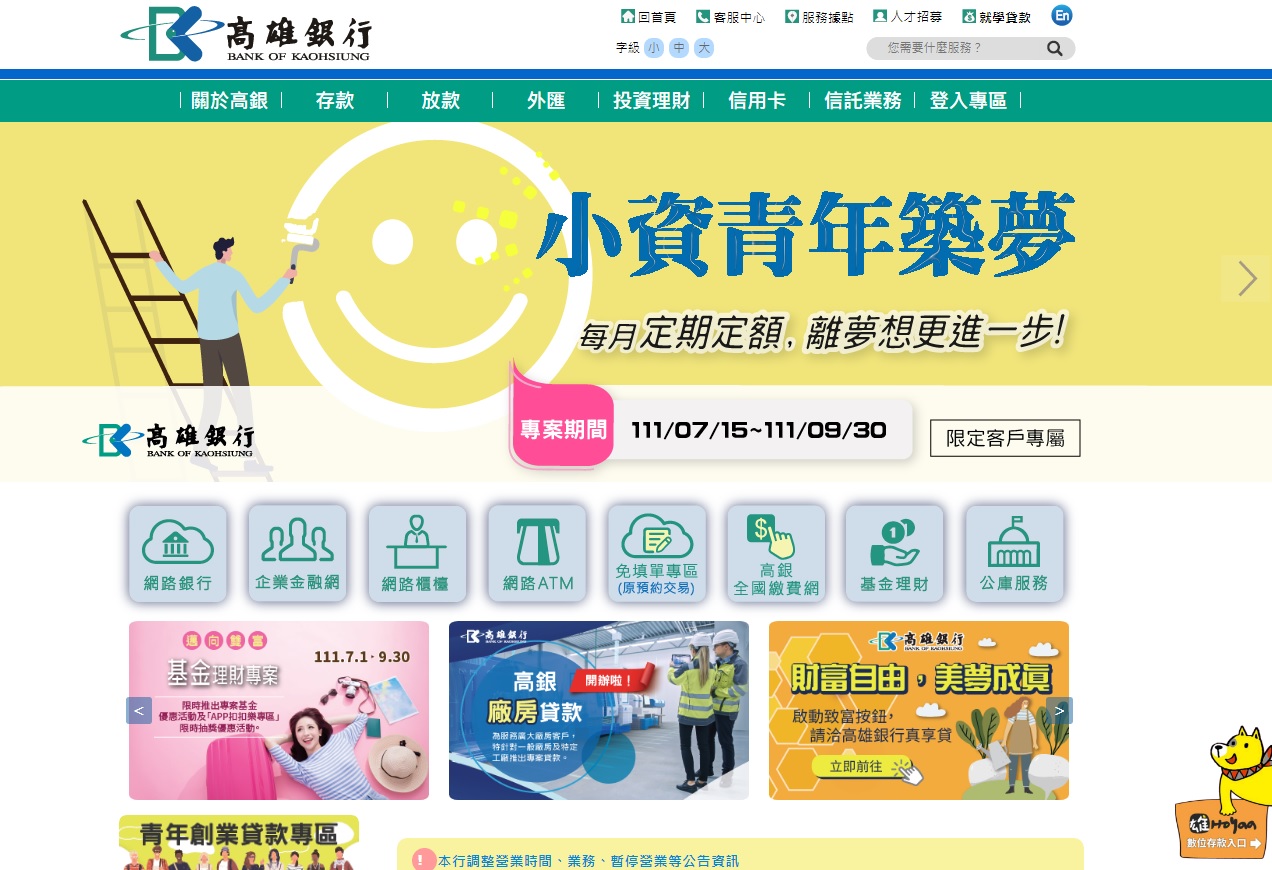 高雄銀行
BANK OF KAOHSIUNG
回首頁
客服中心
服務據點
人才招募
就學貸款
En
字級 小 中 大
您需要什麼服務？
關於高銀
存款
放款
外匯
投資理財
信用卡
信託業務
登入專區
小資青年築夢
每月定期定額，離夢想更進一步!
專案期間
111/07/15~111/09/30
限定客戶專屬
高雄銀行
BANK OF KAOHSIUNG
網路銀行
企業金融網
網路櫃檯
網路ATM
免填單專區
(原預約交易)
高銀
全國繳費網
基金理財
公庫服務
邁向雙富
基金理財專案
111.7.1 - 9.30
限時推出專案基金
優惠活動及「APP扣扣樂專區」
限時抽獎優惠活動。
<
高雄銀行
BANK OF KAOHSIUNG
高銀
開辦啦！
廠房貸款
為服務廣大廠房客戶，
特針對一般廠房及特定
工廠推出專案貸款。
高雄銀行
BANK OF KAOHSIUNG
財富自由，美夢成真
啟動致富按鈕，
請洽高雄銀行真享貸
立即前往
>
雄Hoyaa
數位存款入口
青年創業貸款專區
本行調整營業時間、業務、暫停營業等公告資訊